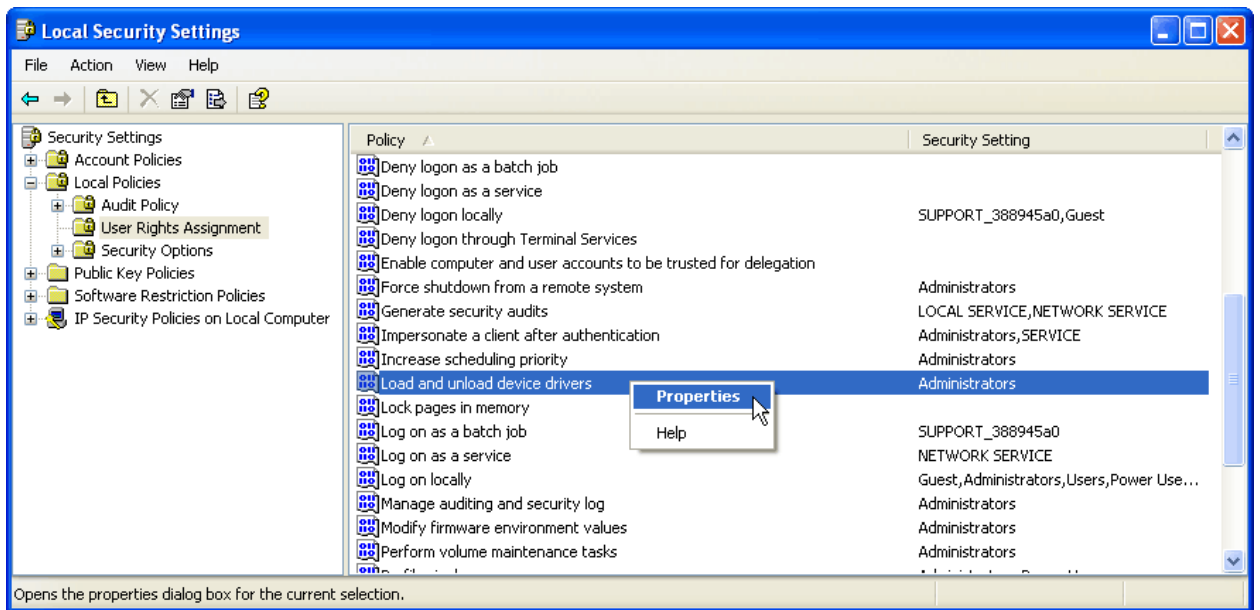 Local Security Settings
File Action View Help
Security Settings
Account Policies
Local Policies
Audit Policy
User Rights Assignment
Security Options
Public Key Policies
Software Restriction Policies
IP Security Policies on Local Computer
Policy Security Setting
Deny logon as a batch job
Deny logon as a service
Deny logon locally SUPPORT_388945a0,Guest
Deny logon through Terminal Services
Enable computer and user accounts to be trusted for delegation
Force shutdown from a remote system Administrators
Generate security audits LOCAL SERVICE,NETWORK SERVICE
Impersonate a client after authentication Administrators,SERVICE
Increase scheduling priority Administrators
Load and unload device drivers Administrators
Properties
Lock pages in memory
Help
Log on as a batch job SUPPORT_388945a0
Log on as a service NETWORK SERVICE
Log on locally Guest,Administrators,Users,Power Use...
Manage auditing and security log Administrators
Modify firmware environment values Administrators
Perform volume maintenance tasks Administrators
Opens the properties dialog box for the current selection.